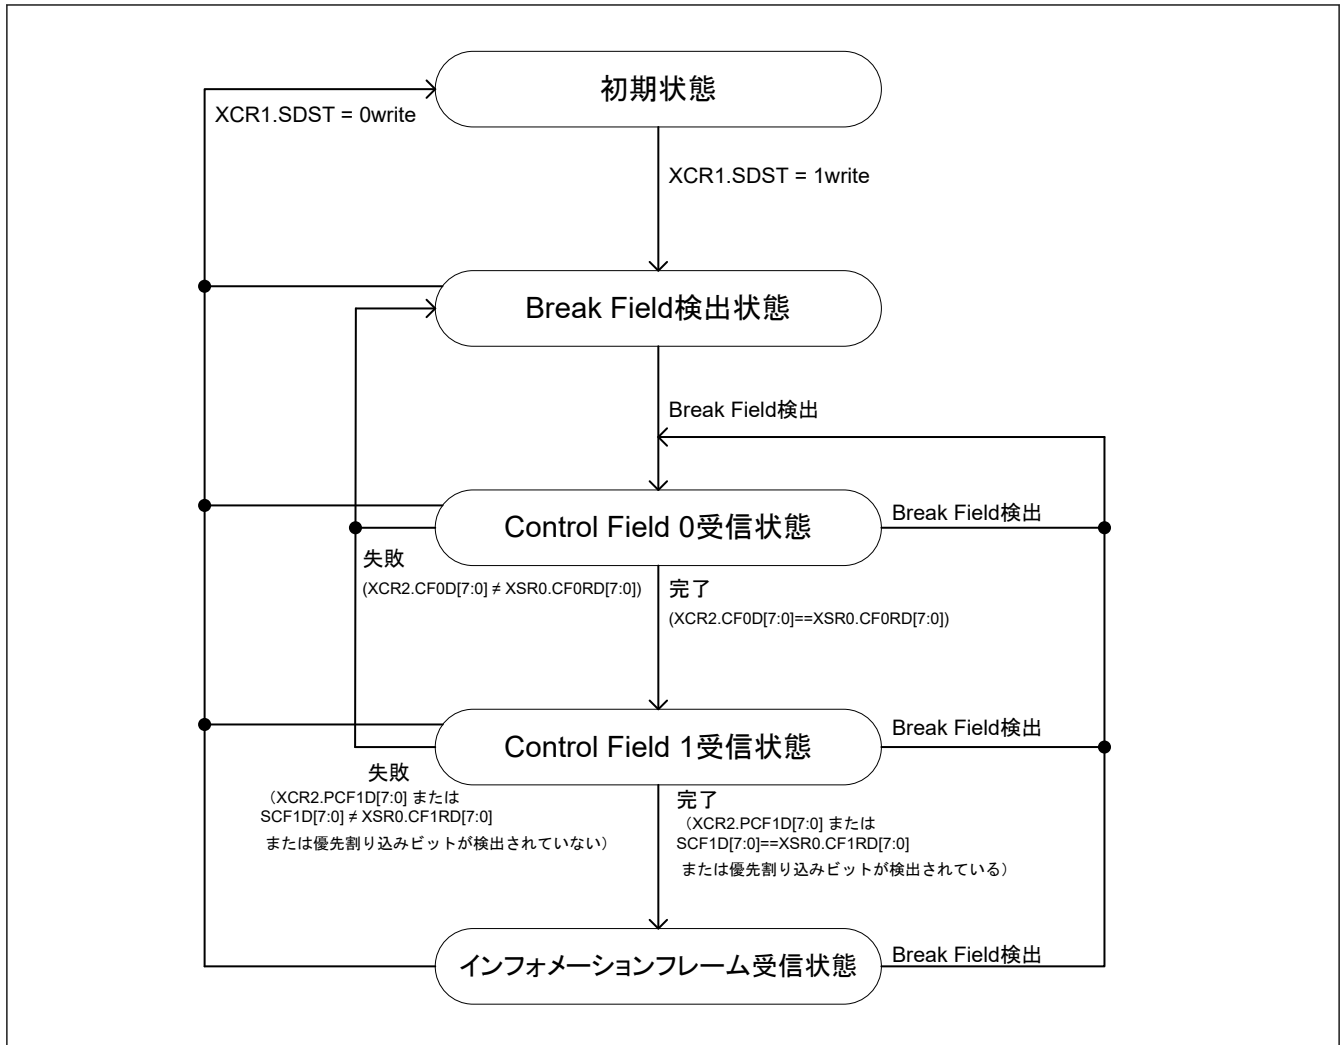 初期状態
XCR1.SDST = 0write
XCR1.SDST = 1write
Break Field検出状態
Break Field検出
Control Field 0受信状態
Break Field検出
失敗
(XCR2.CF0D[7:0] ≠ XSR0.CF0RD[7:0])
完了
(XCR2.CF0D[7:0]==XSR0.CF0RD[7:0])
Control Field 1受信状態
Break Field検出
失敗
（XCR2.PCF1D[7:0] または
SCF1D[7:0] ≠ XSR0.CF1RD[7:0]
または優先割り込みビットが検出されていない）
完了
（XCR2.PCF1D[7:0] または
SCF1D[7:0]==XSR0.CF1RD[7:0]
または優先割り込みビットが検出されている）
インフォメーションフレーム受信状態
Break Field検出